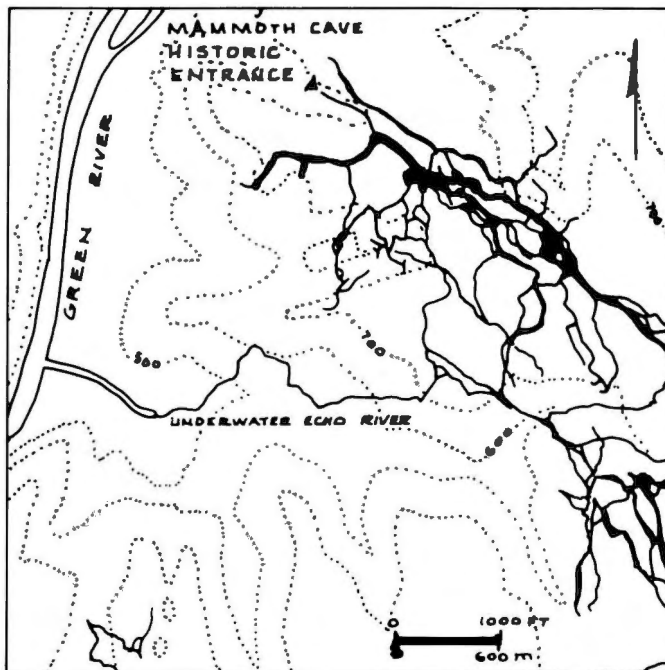 MAMMOTH CAVE
HISTORIC
ENTRANCE
GREEN RIVER
500
700
UNDERWATER ECHO RIVER
600
0 1000 FT
600 m